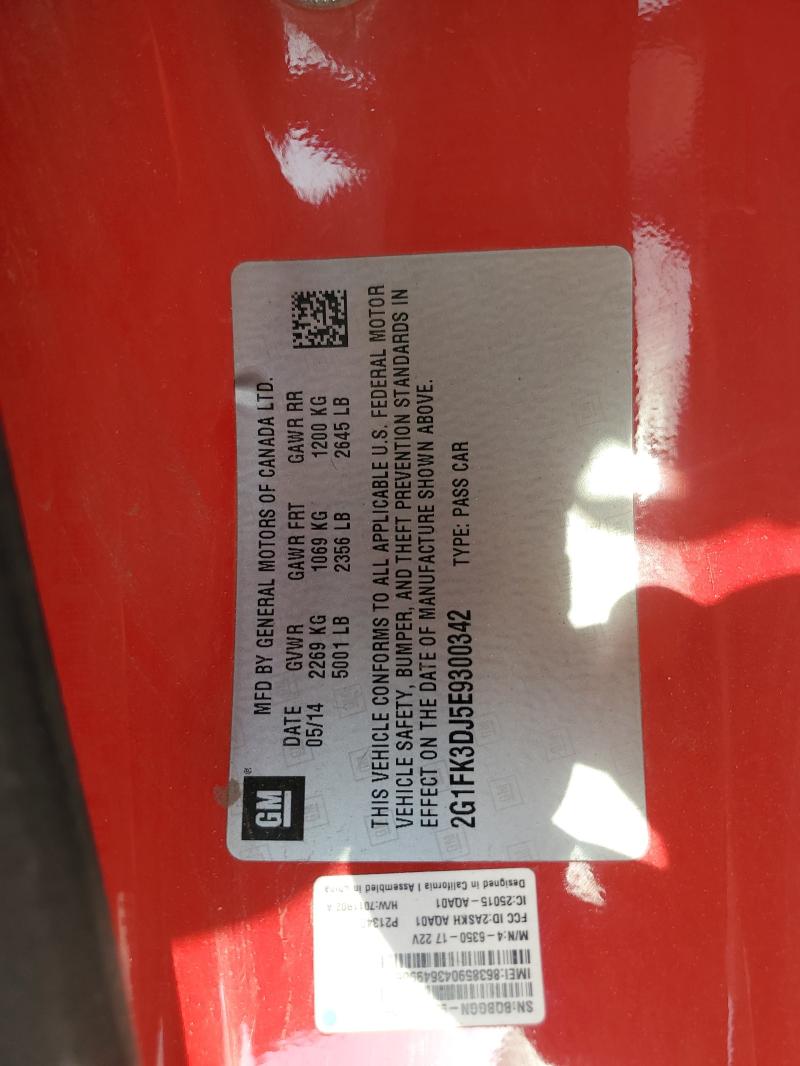 GM
MFD BY GENERAL MOTORS OF CANADA LTD.
DATE GVWR GAWR FRT GAWR RR
05/14 2269 KG 1069 KG 1200 KG
5001 LB 2356 LB 2645 LB
THIS VEHICLE CONFORMS TO ALL APPLICABLE U.S. FEDERAL MOTOR
VEHICLE SAFETY, BUMPER, AND THEFT PREVENTION STANDARDS IN
EFFECT ON THE DATE OF MANUFACTURE SHOWN ABOVE.
2G1FK3DJ5E9300342 TYPE: PASS CAR
M/N:4-6350-17 22V
FCC ID:2ASKH AQA01
IC:25015-AQA01
Designed in California | Assembled in China